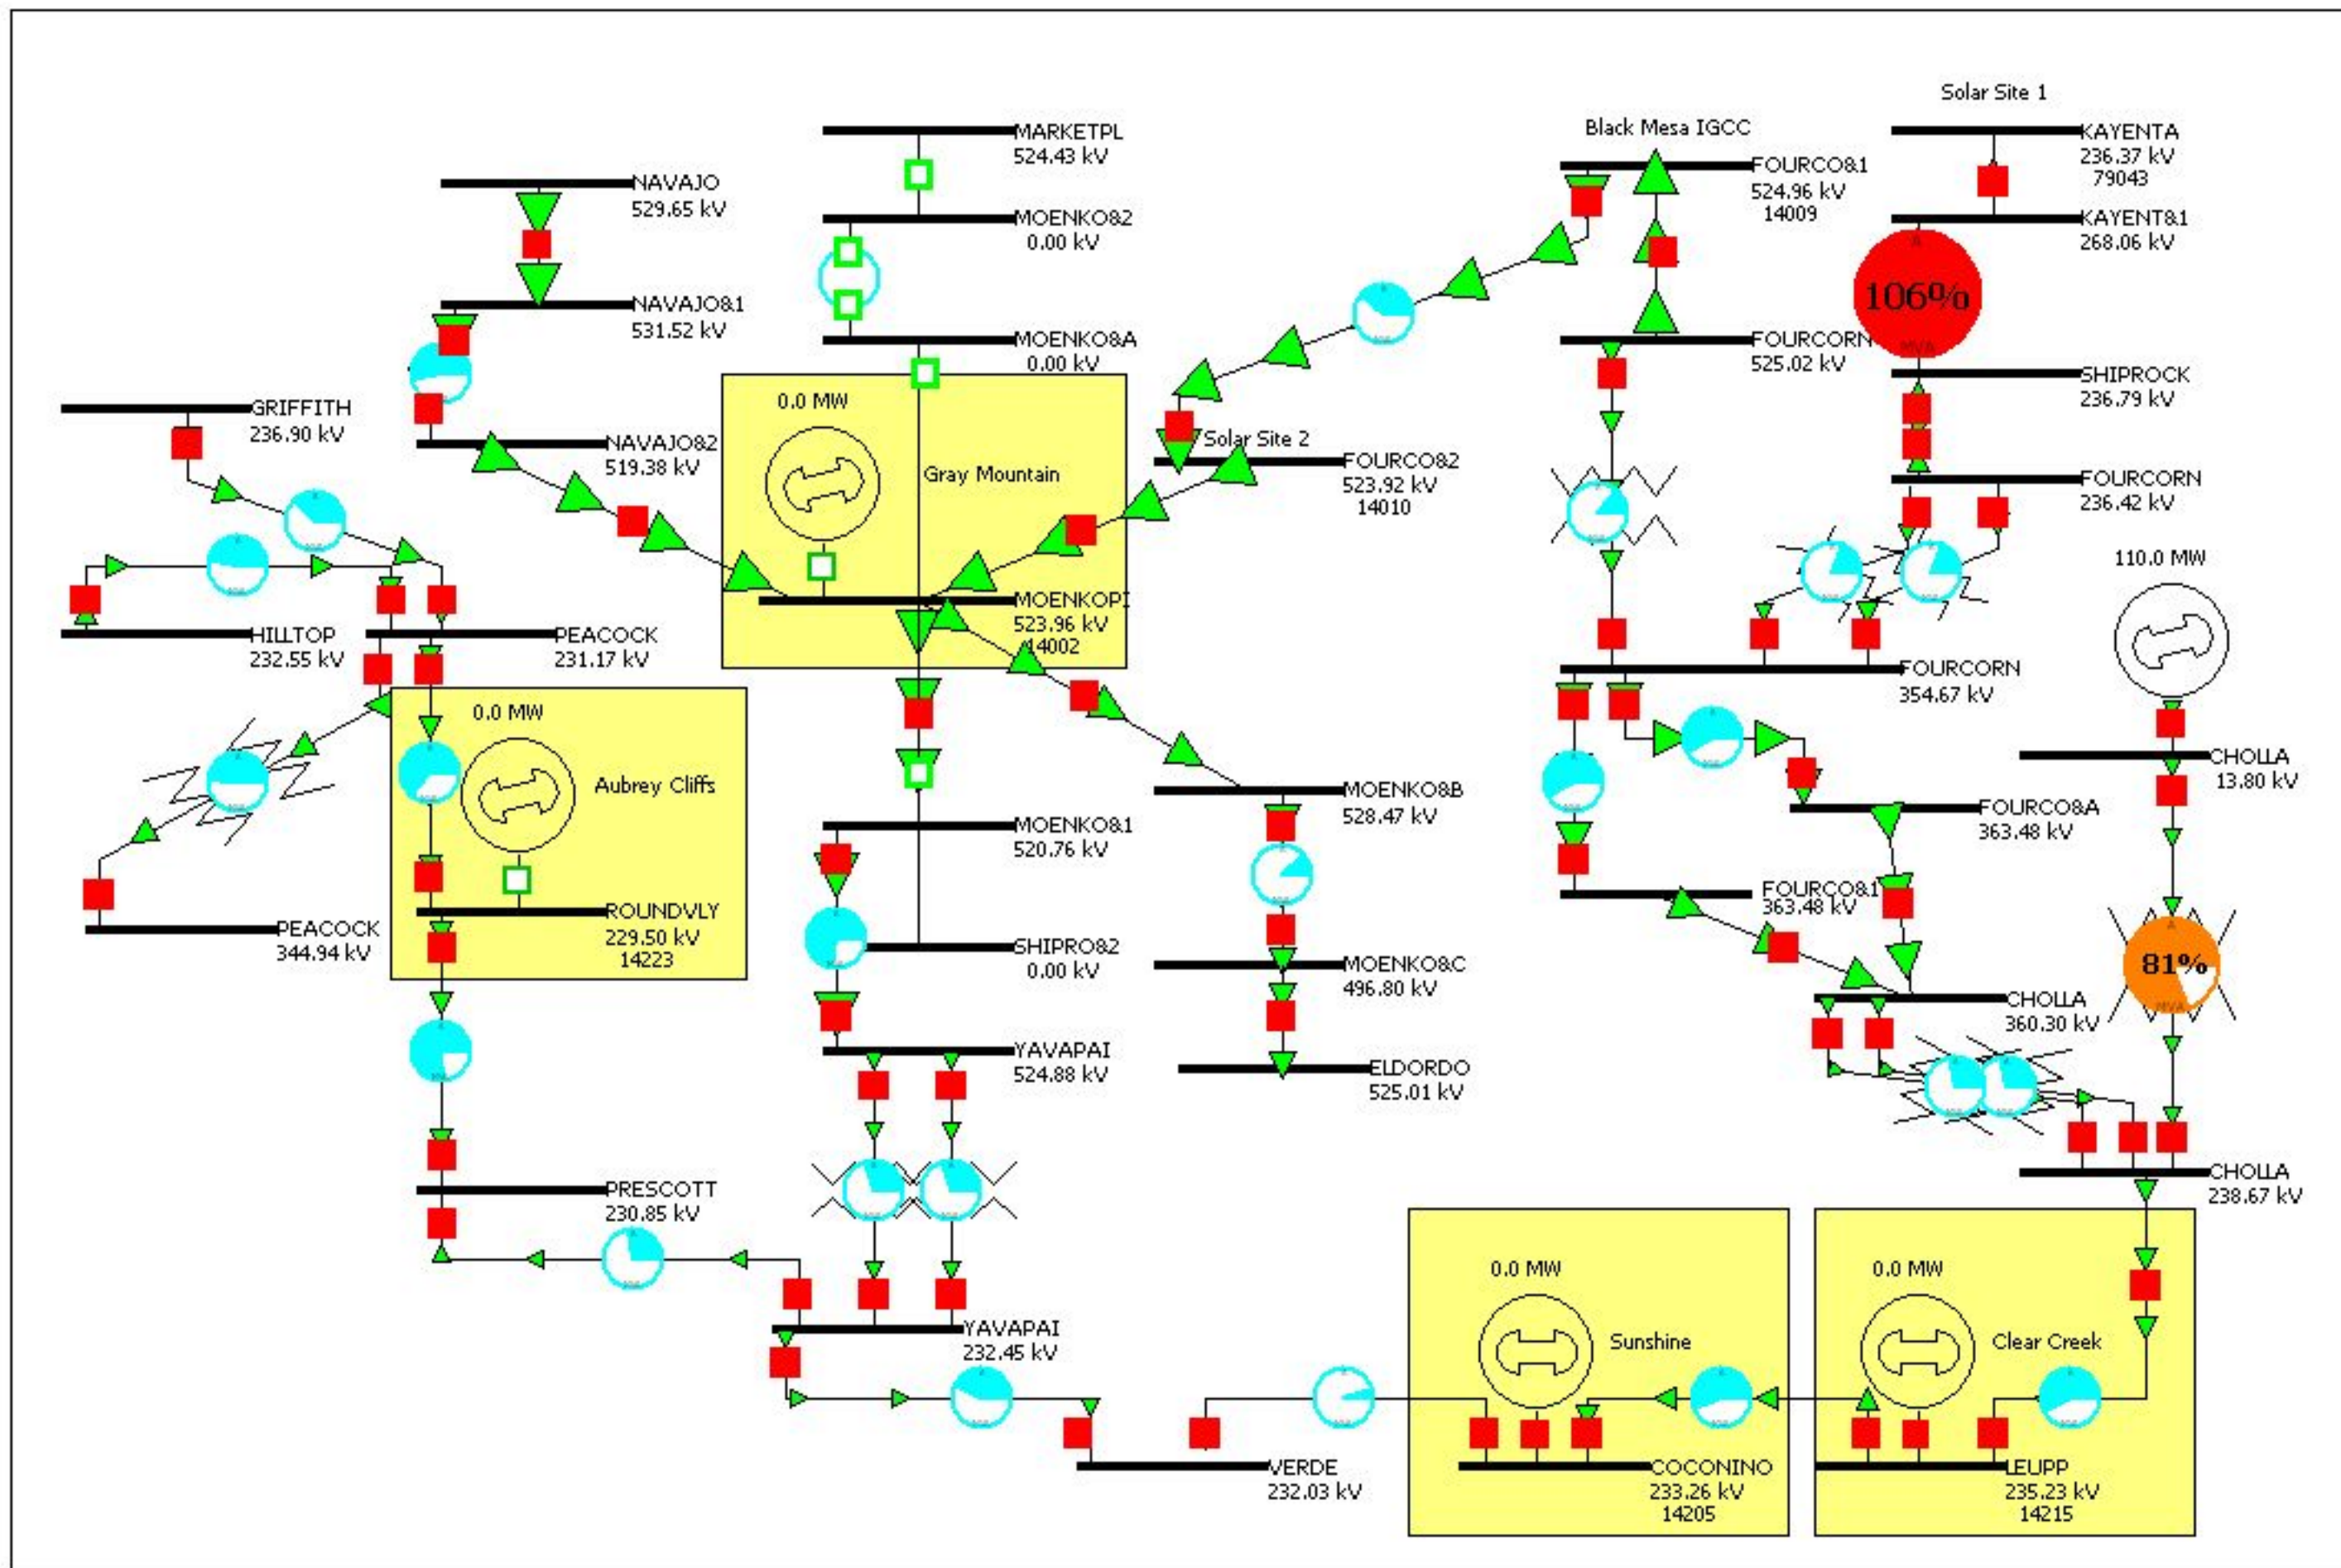 Solar Site 1
MARKETPL
524.43 kV
Black Mesa IGCC
KAYENTA
236.37 kV
79043
FOURCO&1
524.96 kV
14009
NAVAJO
529.65 kV
MOENKO&2
0.00 kV
KAYENT&1
268.06 kV
106%
MVA
NAVAJO&1
531.52 kV
MOENKO&A
0.00 kV
FOURCORN
525.02 kV
SHIPROCK
236.79 kV
GRIFFITH
236.90 kV
0.0 MW
NAVAJO&2
519.38 kV
Gray Mountain
Solar Site 2
FOURCO&2
523.92 kV
14010
FOURCORN
236.42 kV
110.0 MW
MOENKOPI
523.96 kV
14002
HILLTOP
232.55 kV
PEACOCK
231.17 kV
FOURCORN
354.67 kV
0.0 MW
Aubrey Cliffs
CHOLLA
13.80 kV
MOENKO&B
528.47 kV
FOURCO&A
363.48 kV
MOENKO&1
520.76 kV
FOURCO&1
363.48 kV
ROUNDVLY
229.50 kV
14223
PEACOCK
344.94 kV
SHIPRO&2
0.00 kV
MOENKO&C
496.80 kV
81%
MVA
CHOLLA
360.30 kV
YAVAPAI
524.88 kV
ELDORDO
525.01 kV
PRESCOTT
230.85 kV
CHOLLA
238.67 kV
0.0 MW
0.0 MW
YAVAPAI
232.45 kV
Sunshine
Clear Creek
VERDE
232.03 kV
COCONINO
233.26 kV
14205
LEUPP
235.23 kV
14215